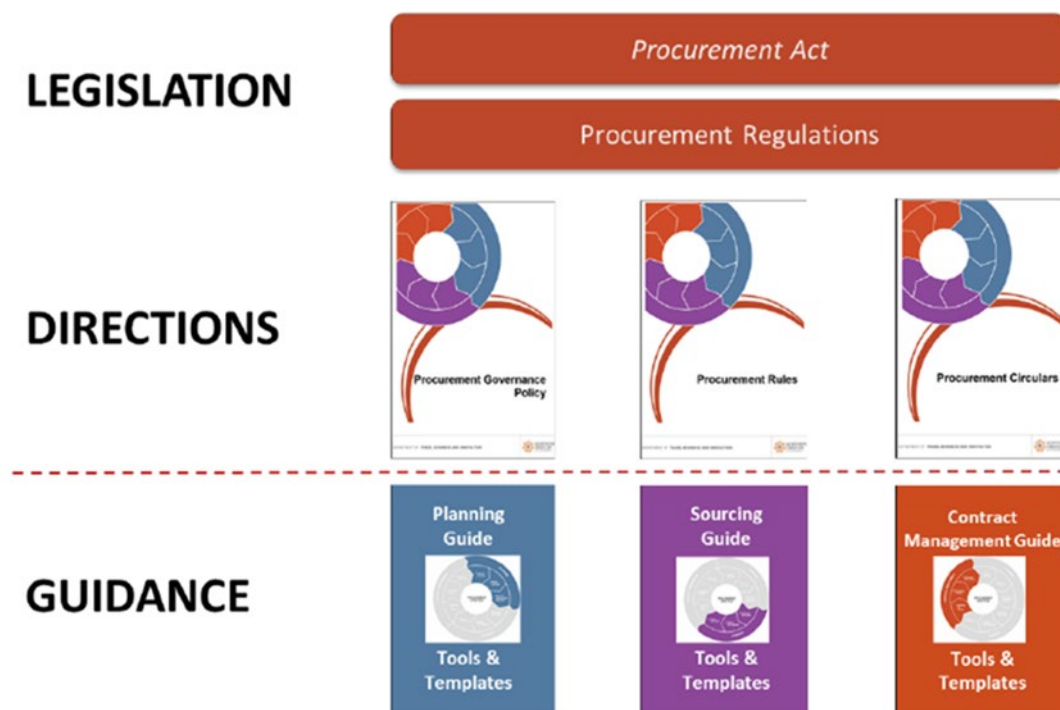 LEGISLATION
Procurement Act
Procurement Regulations
DIRECTIONS
Procurement Governance
Policy
Procurement Rules
Procurement Circulars
GUIDANCE
Planning
Guide
Tools &
Templates
Sourcing
Guide
Tools &
Templates
Contract
Management Guide
Tools &
Templates